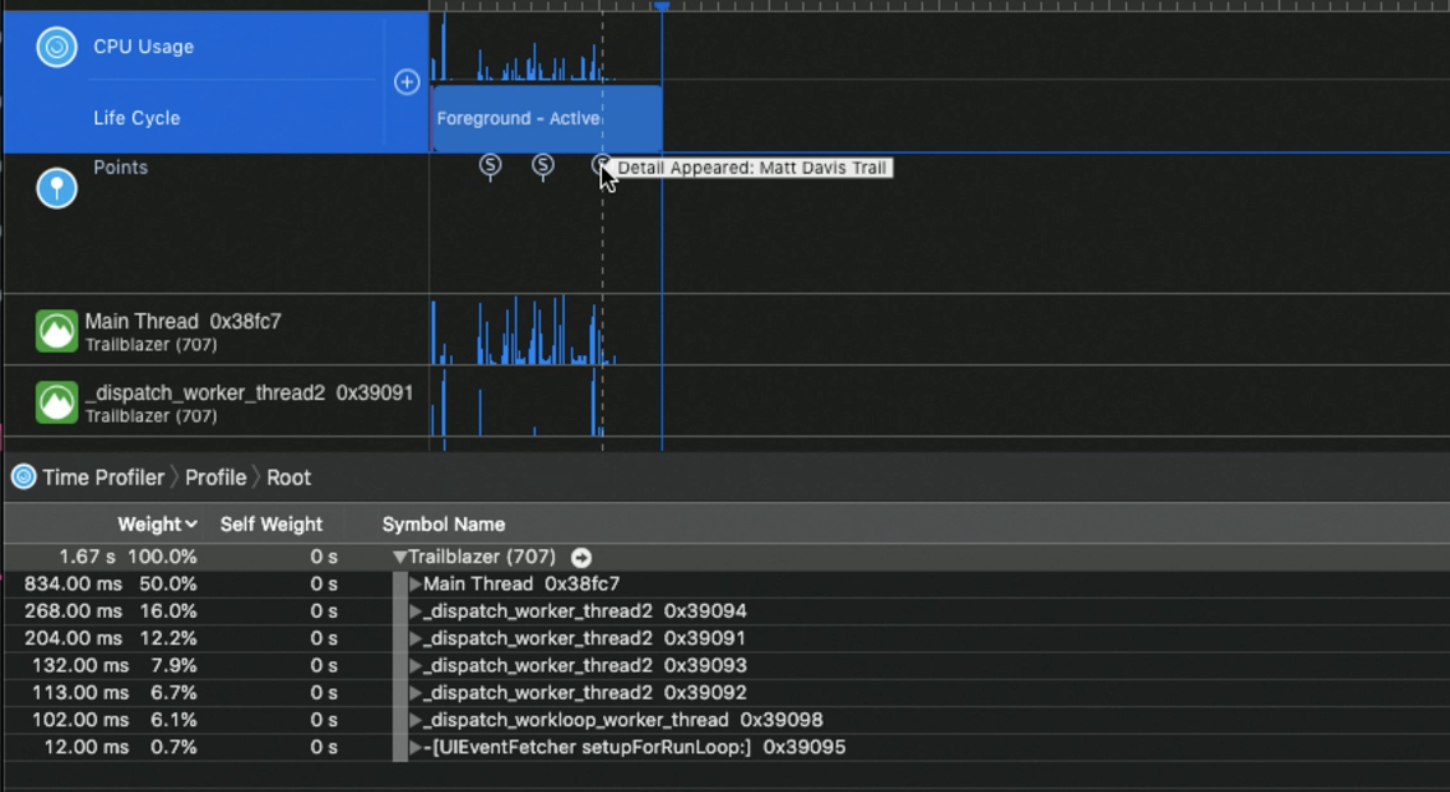 CPU Usage
Life Cycle
Foreground - Active
Points
S
S
S
Detail Appeared: Matt Davis Trail
Main Thread 0x38fc7
Trailblazer (707)
_dispatch_worker_thread2 0x39091
Trailblazer (707)
Time Profiler Profile Root
Weight Self Weight Symbol Name
1.67 s 100.0% 0 s Trailblazer (707)
834.00 ms 50.0% 0 s Main Thread 0x38fc7
268.00 ms 16.0% 0 s _dispatch_worker_thread2 0x39094
204.00 ms 12.2% 0 s _dispatch_worker_thread2 0x39091
132.00 ms 7.9% 0 s _dispatch_worker_thread2 0x39093
113.00 ms 6.7% 0 s _dispatch_worker_thread2 0x39092
102.00 ms 6.1% 0 s _dispatch_workloop_worker_thread 0x39098
12.00 ms 0.7% 0 s -[UIEventFetcher setupForRunLoop:] 0x39095